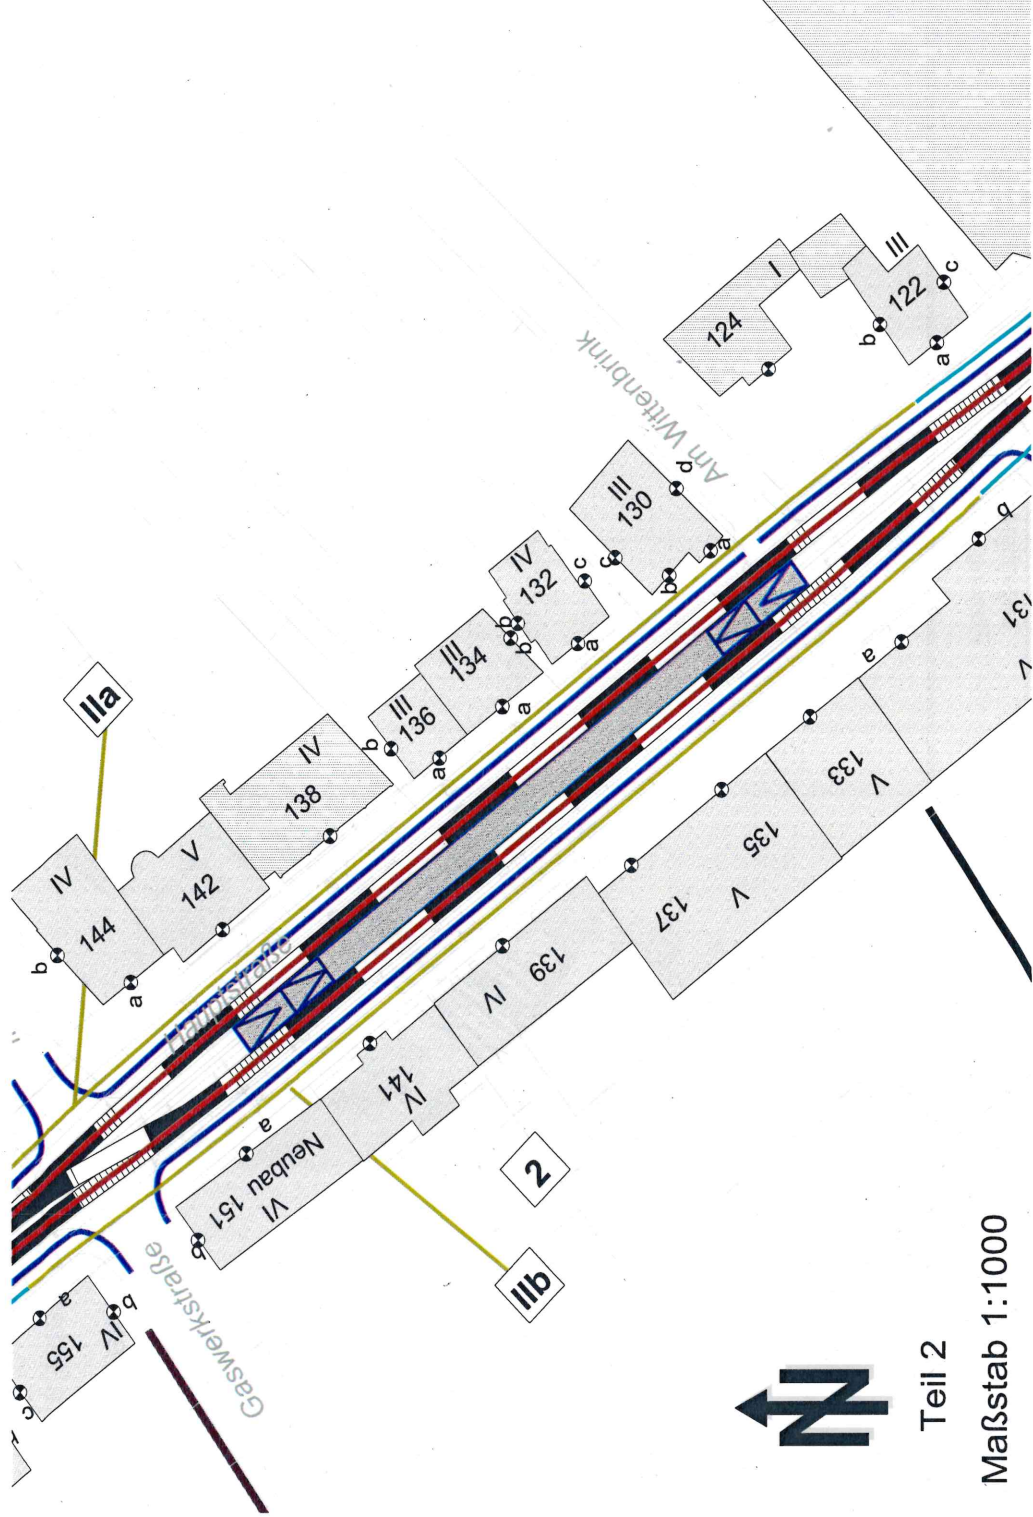 IIa
IV
144
b
a
V
142
IV
138
III
136
b
a
III
134
b
a
IV
132
b
c
a
III
130
c
d
b
a
Am Wittenbrink
124
I
III
122
b
c
a
Hauptstraße
a
Neubau 151
VI
b
141
IV
139
IV
137
135
V
133
V
a
b
131
V
2
IIb
Gaswerkstraße
a
155
IV
b
c
N
Teil 2
Maßstab 1:1000